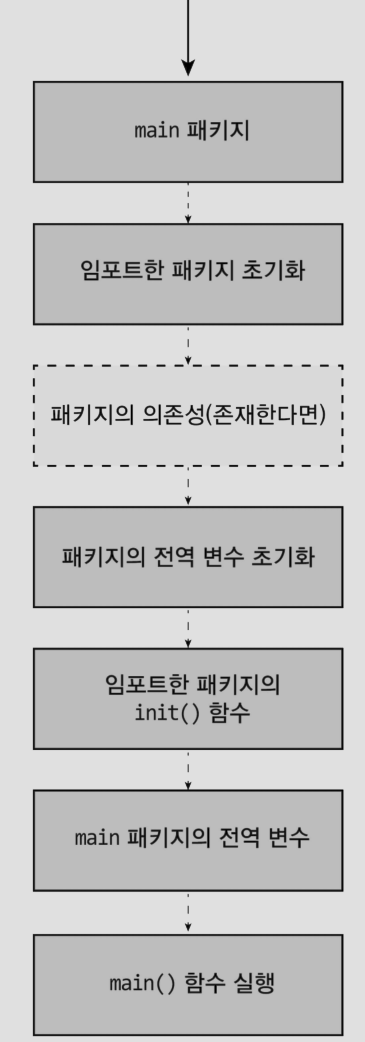 main 패키지
임포트한 패키지 초기화
패키지의 의존성(존재한다면)
패키지의 전역 변수 초기화
임포트한 패키지의
init() 함수
main 패키지의 전역 변수
main() 함수 실행